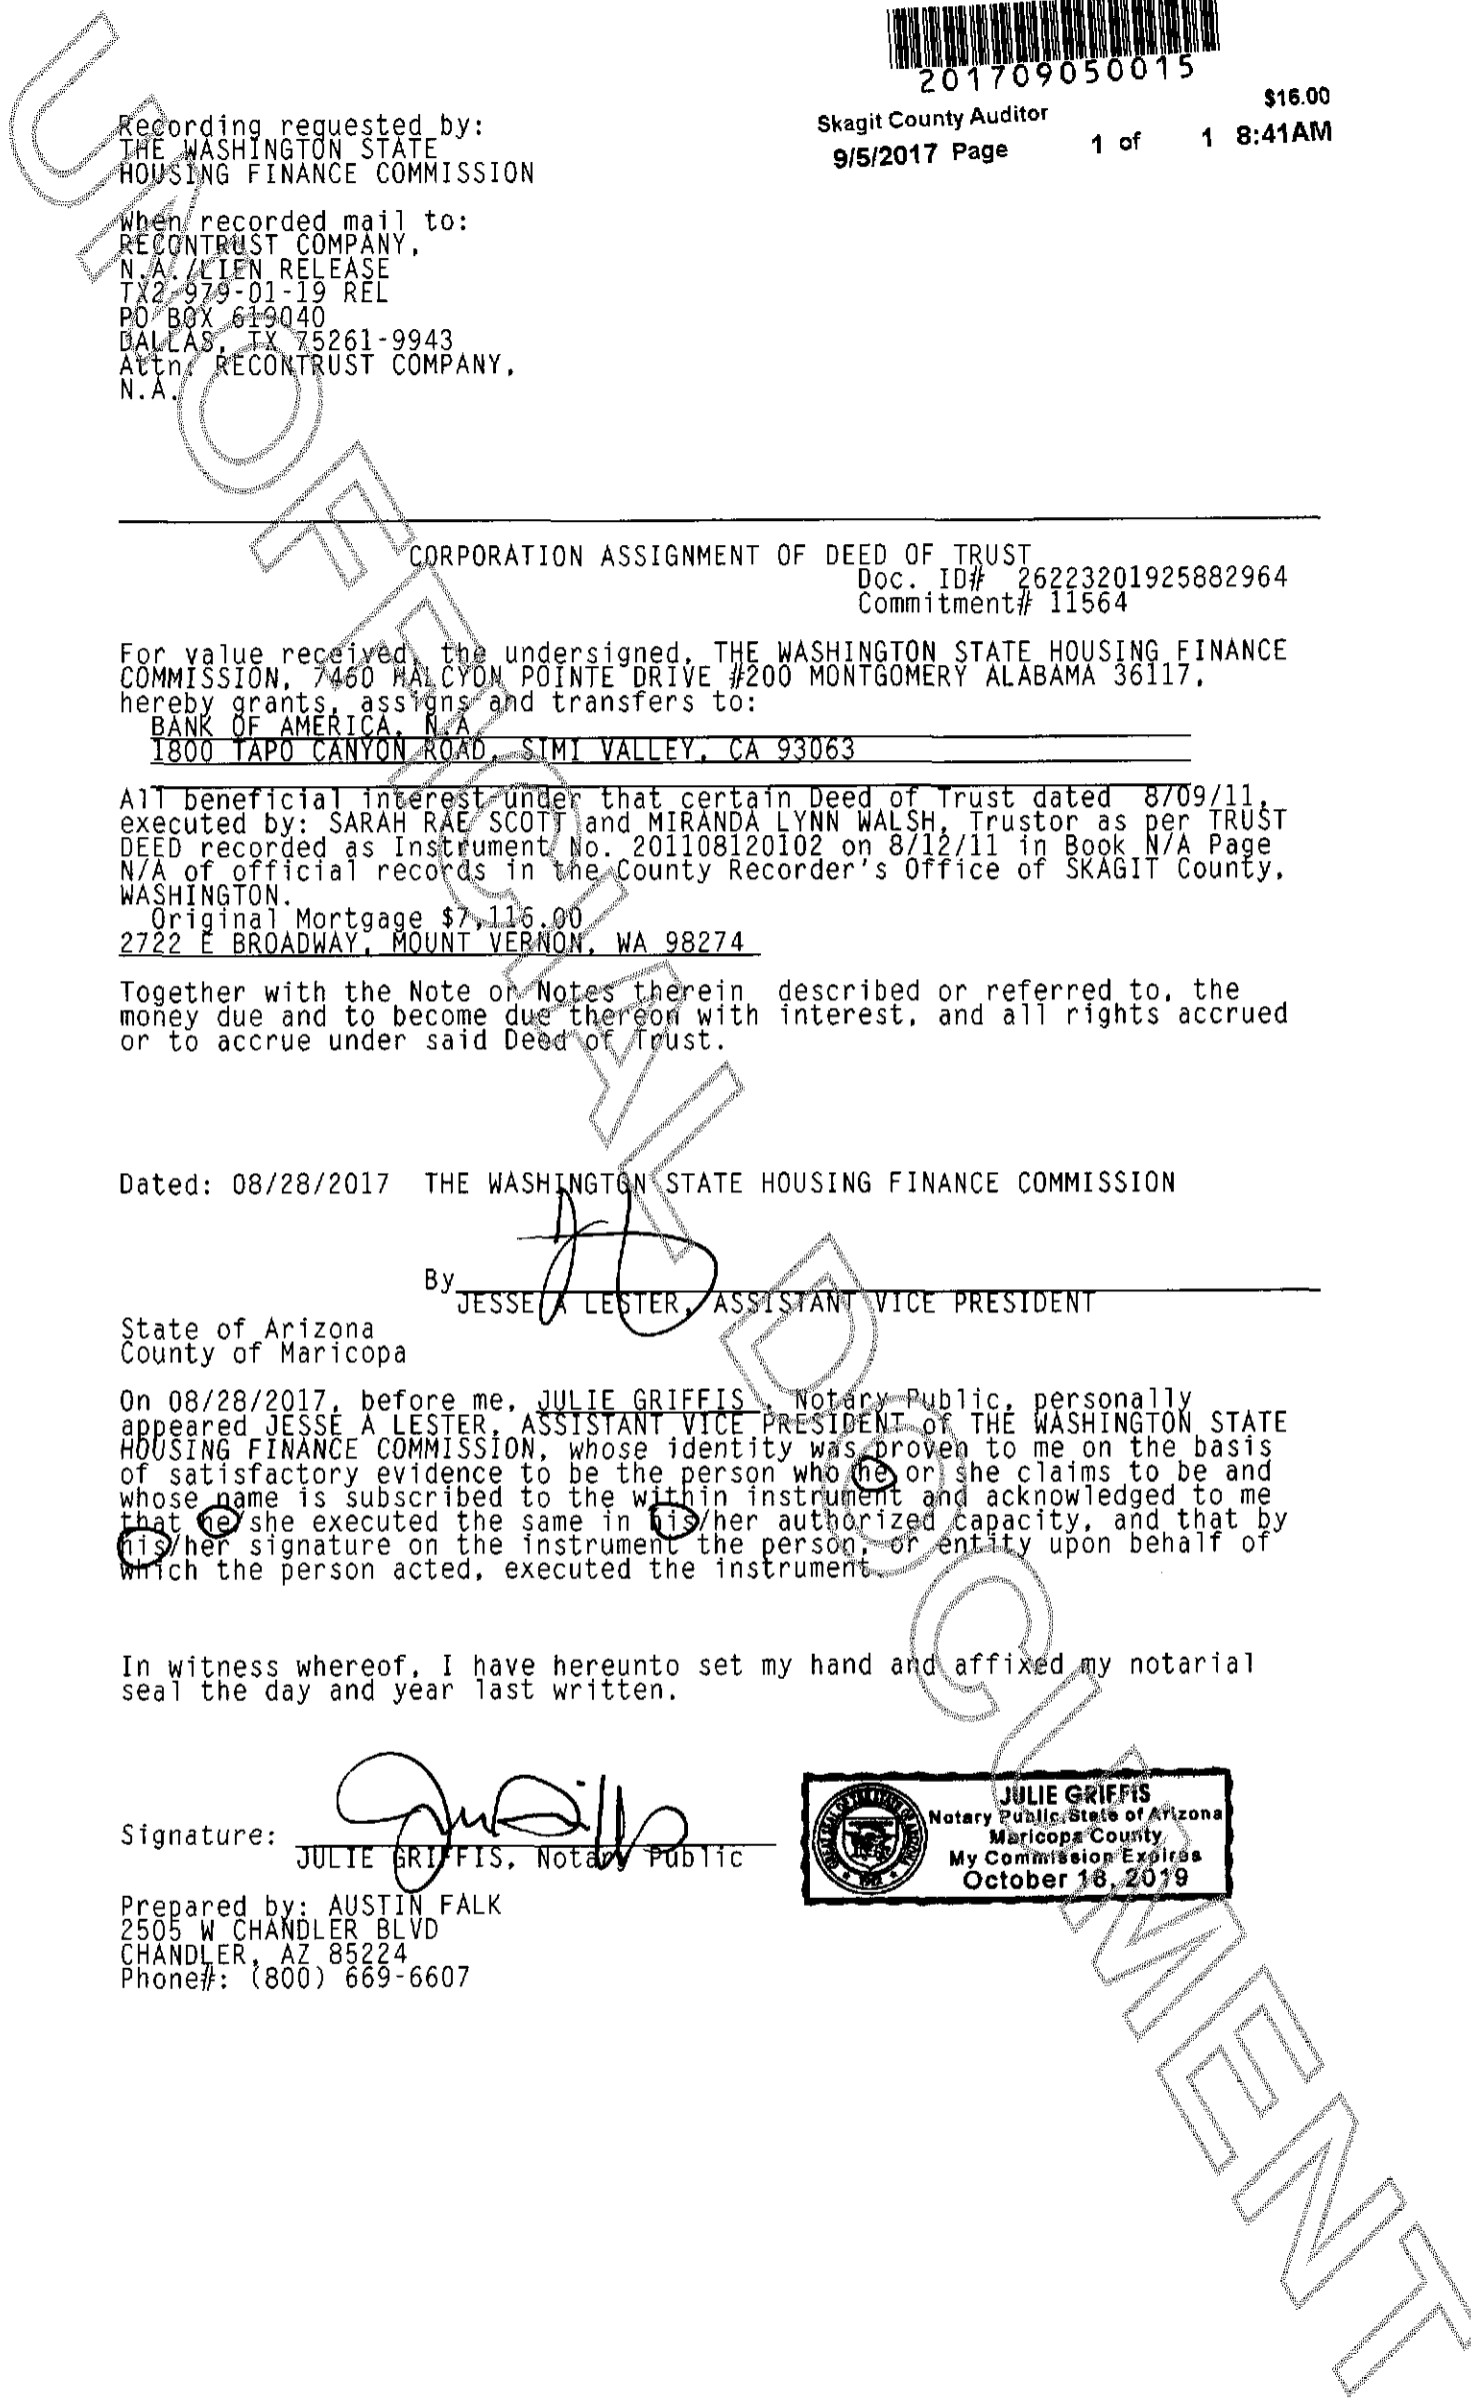 201709050015
Skagit County Auditor $16.00
9/5/2017 Page 1 of 1 8:41AM
Recording requested by:
THE WASHINGTON STATE
HOUSING FINANCE COMMISSION
When recorded mail to:
RECONTRUST COMPANY,
N.A./LIEN RELEASE
TX2-979-01-19 REL
PO BOX 619040
DALLAS, TX 75261-9943
Attn: RECONTRUST COMPANY,
N.A.
CORPORATION ASSIGNMENT OF DEED OF TRUST
Doc. ID# 26223201925882964
Commitment# 11564
For value received, the undersigned, THE WASHINGTON STATE HOUSING FINANCE
COMMISSION, 7460 HALCYON POINTE DRIVE #200 MONTGOMERY ALABAMA 36117,
hereby grants, assigns and transfers to:
BANK OF AMERICA, N.A
1800 TAPO CANYON ROAD, SIMI VALLEY, CA 93063
All beneficial interest under that certain Deed of Trust dated 8/09/11,
executed by: SARAH RAE SCOTT and MIRANDA LYNN WALSH, Trustor as per TRUST
DEED recorded as Instrument No. 201108120102 on 8/12/11 in Book N/A Page
N/A of official records in the County Recorder's Office of SKAGIT County,
WASHINGTON.
Original Mortgage $7,116.00
2722 E BROADWAY, MOUNT VERNON, WA 98274
Together with the Note or Notes therein described or referred to, the
money due and to become due thereon with interest, and all rights accrued
or to accrue under said Deed of Trust.
Dated: 08/28/2017 THE WASHINGTON STATE HOUSING FINANCE COMMISSION
By
JESSE A LESTER, ASSISTANT VICE PRESIDENT
State of Arizona
County of Maricopa
On 08/28/2017, before me, JULIE GRIFFIS, Notary Public, personally
appeared JESSE A LESTER, ASSISTANT VICE PRESIDENT of THE WASHINGTON STATE
HOUSING FINANCE COMMISSION, whose identity was proven to me on the basis
of satisfactory evidence to be the person who he or she claims to be and
whose name is subscribed to the within instrument and acknowledged to me
that he/she executed the same in his/her authorized capacity, and that by
his/her signature on the instrument the person, or entity upon behalf of
which the person acted, executed the instrument.
In witness whereof, I have hereunto set my hand and affixed my notarial
seal the day and year last written.
Signature:
JULIE GRIFFIS, Notary Public
JULIE GRIFFIS
Notary Public, State of Arizona
Maricopa County
My Commission Expires
October 18, 2019
Prepared by: AUSTIN FALK
2505 W CHANDLER BLVD
CHANDLER, AZ 85224
Phone#: (800) 669-6607
UNOFFICIAL DOCUMENT